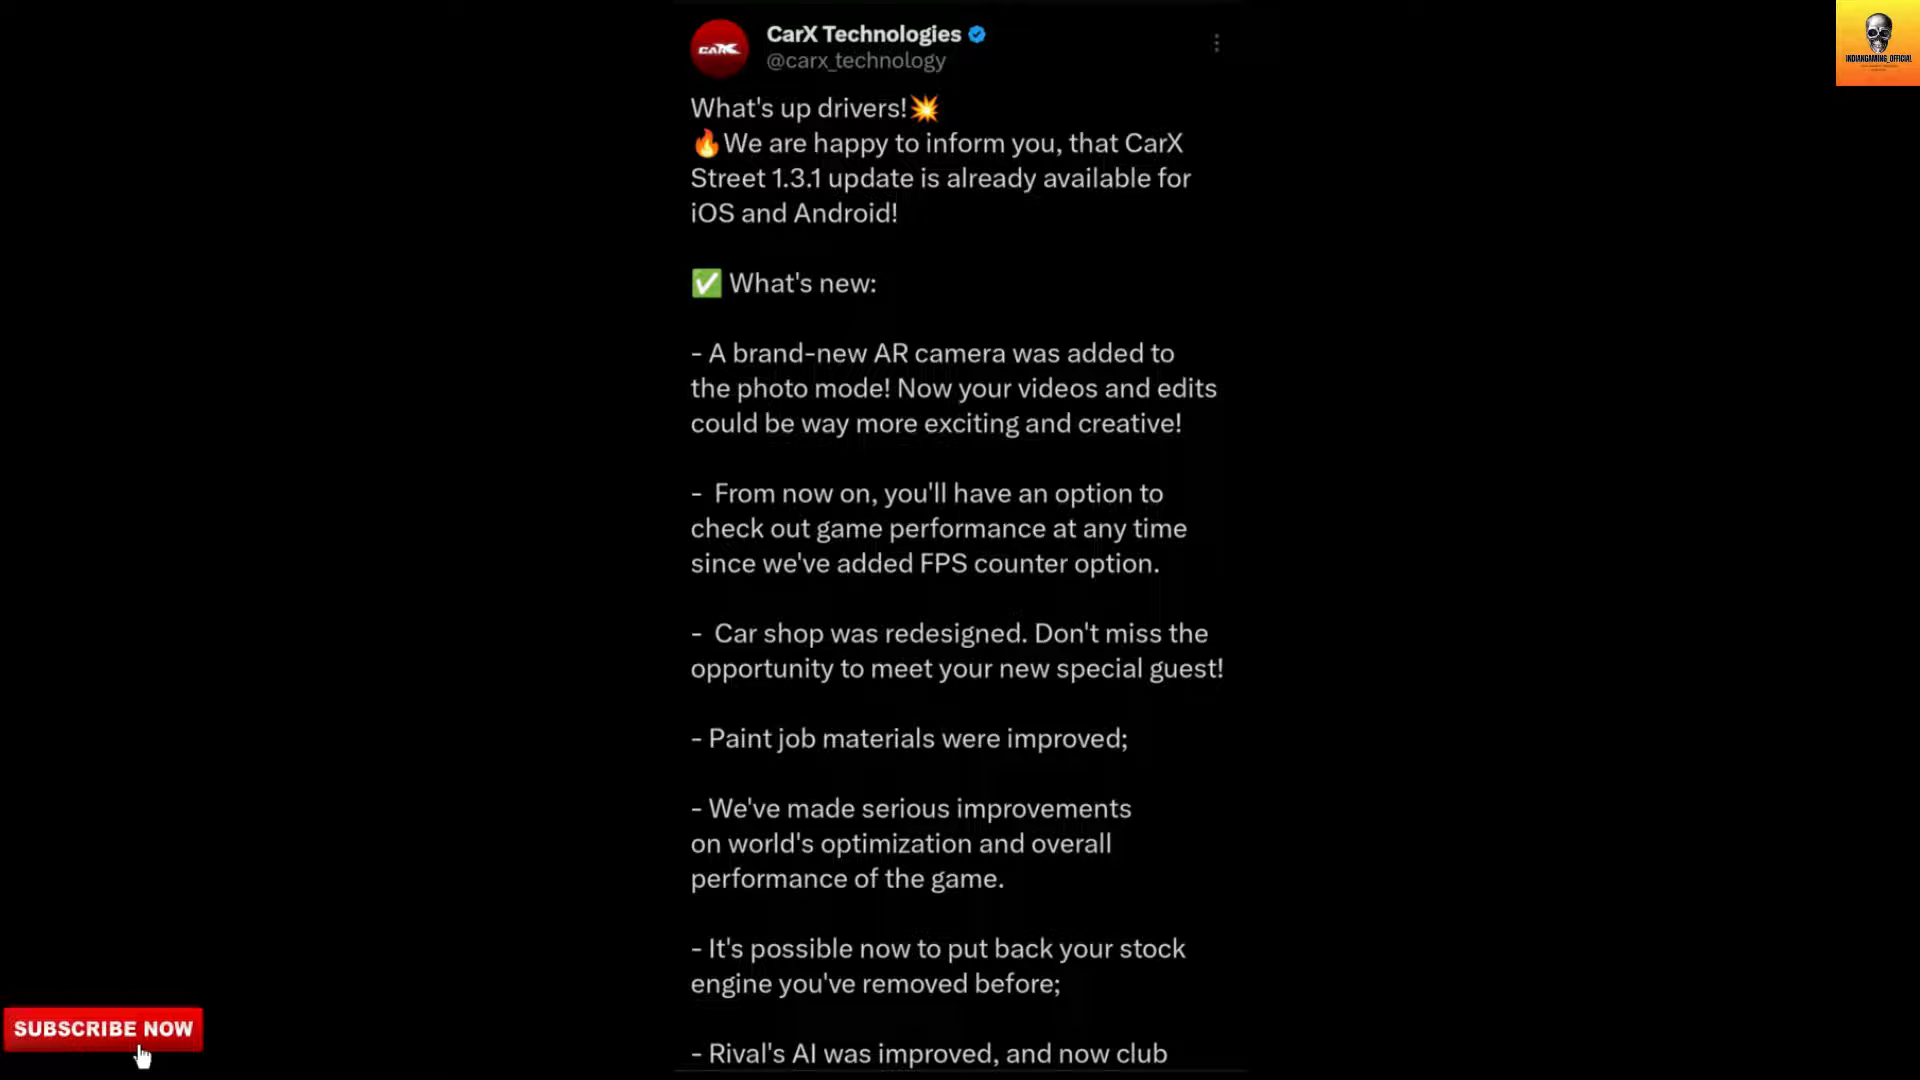 CarX Technologies
@carx_technology
CARX
INDIANGAMING_OFFICIAL
What's up drivers!💥
🔥We are happy to inform you, that CarX
Street 1.3.1 update is already available for
iOS and Android!
✅ What's new:
- A brand-new AR camera was added to
the photo mode! Now your videos and edits
could be way more exciting and creative!
- From now on, you'll have an option to
check out game performance at any time
since we've added FPS counter option.
- Car shop was redesigned. Don't miss the
opportunity to meet your new special guest!
- Paint job materials were improved;
- We've made serious improvements
on world's optimization and overall
performance of the game.
- It's possible now to put back your stock
engine you've removed before;
SUBSCRIBE NOW
- Rival's AI was improved, and now club